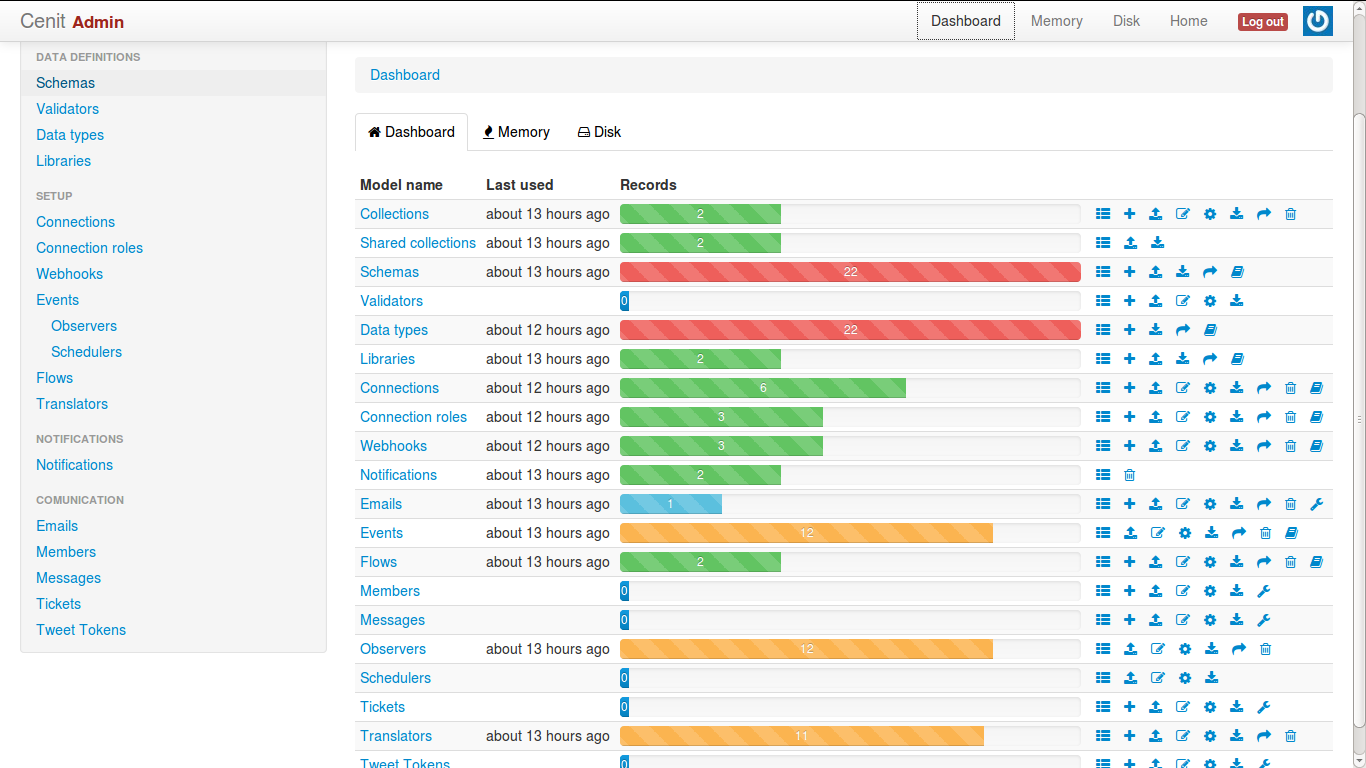 Cenit Admin
Dashboard Memory Disk Home Log out
DATA DEFINITIONS
Schemas
Validators
Data types
Libraries
SETUP
Connections
Connection roles
Webhooks
Events
Observers
Schedulers
Flows
Translators
NOTIFICATIONS
Notifications
COMUNICATION
Emails
Members
Messages
Tickets
Tweet Tokens
Dashboard
Dashboard Memory Disk
Model name Last used Records
Collections about 13 hours ago 2
Shared collections about 13 hours ago 2
Schemas about 13 hours ago 22
Validators 0
Data types about 12 hours ago 22
Libraries about 13 hours ago 2
Connections about 12 hours ago 6
Connection roles about 12 hours ago 3
Webhooks about 12 hours ago 3
Notifications about 13 hours ago 2
Emails about 13 hours ago 1
Events about 13 hours ago 12
Flows about 13 hours ago 2
Members 0
Messages 0
Observers about 13 hours ago 12
Schedulers 0
Tickets 0
Translators about 13 hours ago 11
Tweet Tokens 0